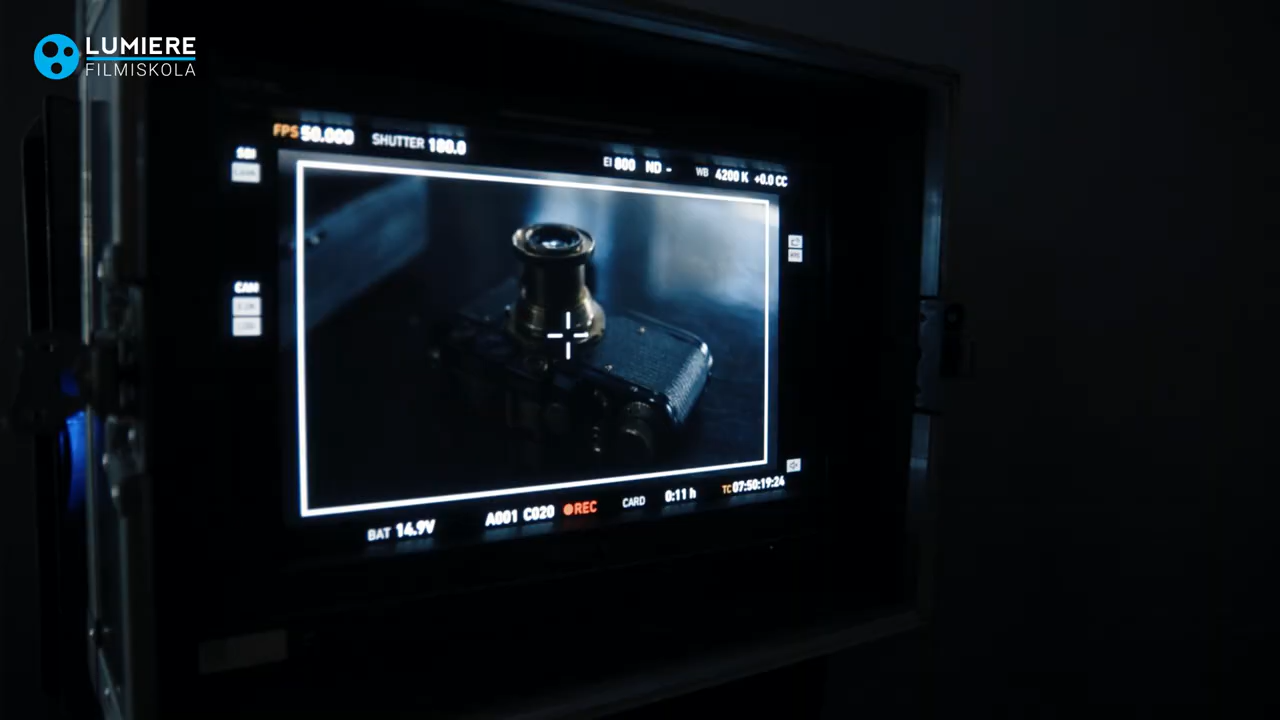 LUMIERE
FILMISKOLA
FPS 50.000 SHUTTER 180.0 EI 800 ND - WB 4200 K +0.0 CC
CAM
BAT 14.9V A001 C020 REC CARD 0:11 h TC 07:50:19:24